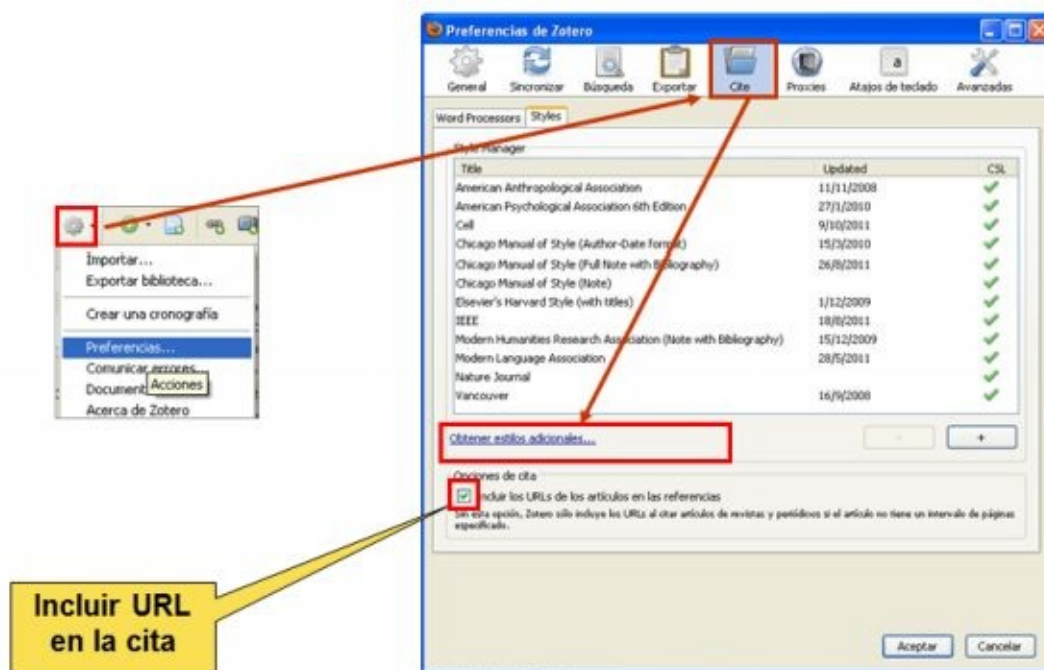 Preferencias de Zotero
General Sincronizar Búsqueda Exportar Cite Proxies Atajos de teclado Avanzadas
Word Processors Styles
Style Manager
Title Updated CSL
American Anthropological Association 11/11/2008
American Psychological Association 6th Edition 27/1/2010
Cell 9/10/2011
Chicago Manual of Style (Author-Date format) 15/3/2010
Chicago Manual of Style (Full Note with Bibliography) 26/8/2011
Chicago Manual of Style (Note)
Elsevier's Harvard Style (with titles) 1/12/2009
IEEE 18/8/2011
Modern Humanities Research Association (Note with Bibliography) 15/12/2009
Modern Language Association 28/5/2011
Nature Journal
Vancouver 16/9/2008
Obtener estilos adicionales...
- +
Opciones de cita
Incluir los URLs de los artículos en las referencias
Sin esta opción, Zotero sólo incluye los URLs al citar artículos de revistas y periódicos si el artículo no tiene un intervalo de páginas
especificado.
Aceptar Cancelar
Importar...
Exportar biblioteca...
Crear una cronografía
Preferencias...
Comunicar errores...
Document
Acciones
Acerca de Zotero
Incluir URL
en la cita